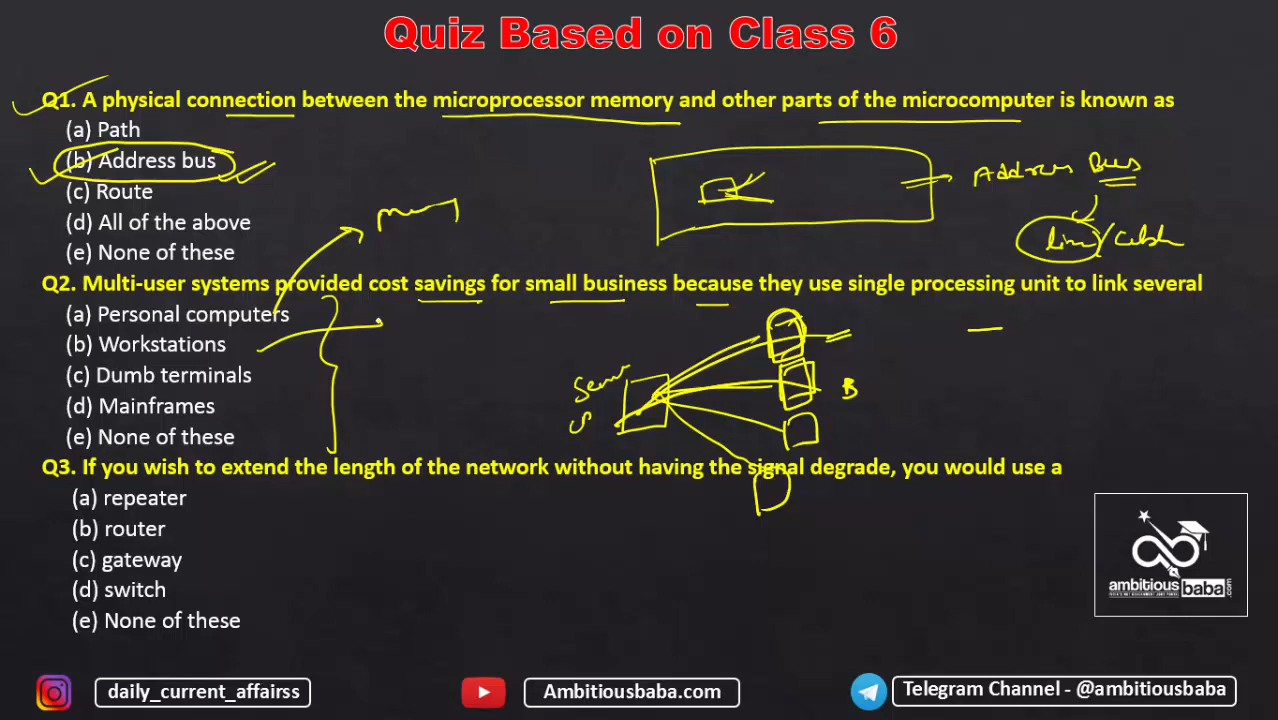 Quiz Based on Class 6
Q1. A physical connection between the microprocessor memory and other parts of the microcomputer is known as
(a) Path
(b) Address bus
(c) Route
(d) All of the above
(e) None of these
Address Bus
line/
Q2. Multi-user systems provided cost savings for small business because they use single processing unit to link several
(a) Personal computers
(b) Workstations
(c) Dumb terminals
(d) Mainframes
(e) None of these
B
Q3. If you wish to extend the length of the network without having the signal degrade, you would use a
(a) repeater
(b) router
(c) gateway
(d) switch
(e) None of these
ambitiousbaba.com
daily_current_affairss
Ambitiousbaba.com
Telegram Channel - @ambitiousbaba